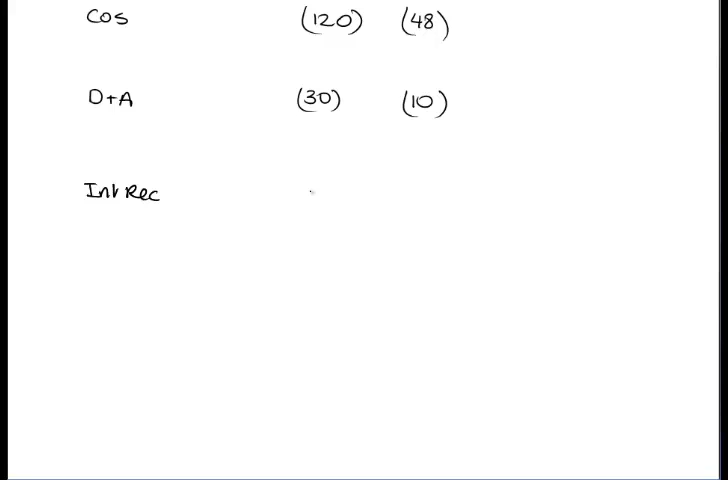 COS (120) (48)
D+A (30) (10)
Int Rec